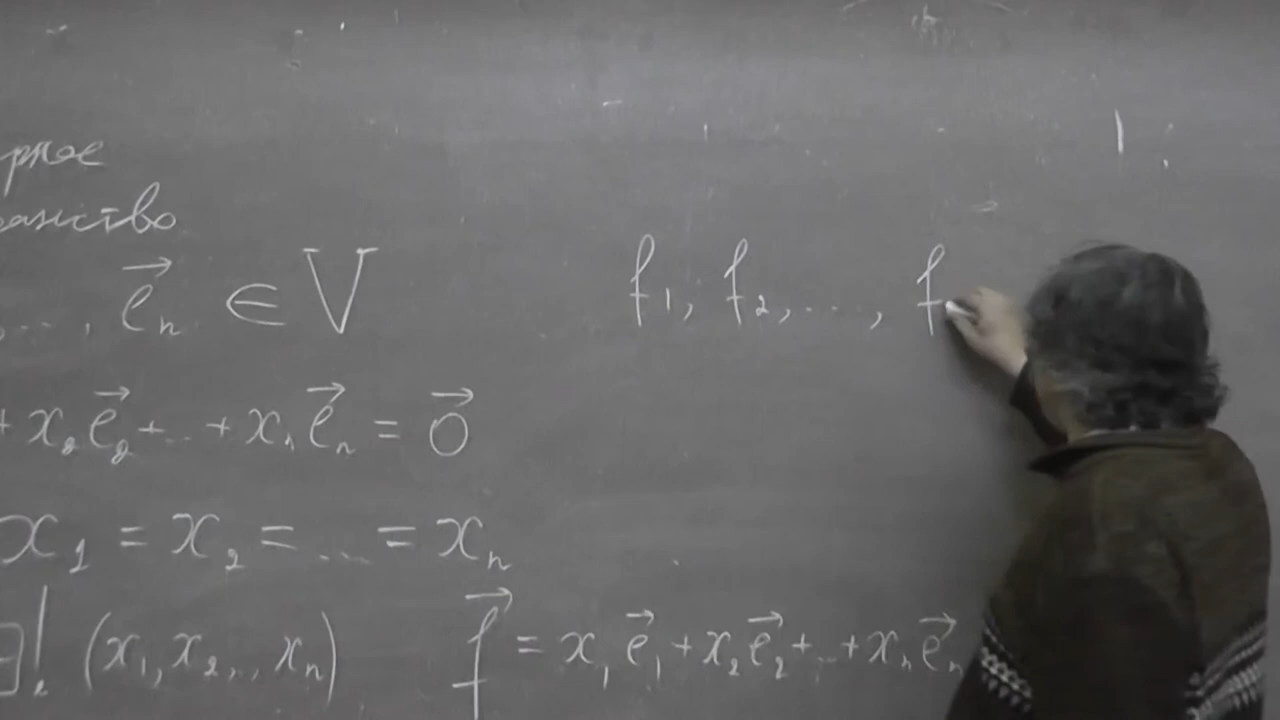 рное
ранство
..., e⃗ₙ ∈ V
f₁, f₂, ..., f
+ x₂e⃗₂ + .. + xₙe⃗ₙ = 0⃗
x₁ = x₂ = ... = xₙ
∃! (x₁, x₂, .., xₙ) f⃗ = x₁e⃗₁ + x₂e⃗₂ + .. + xₙe⃗ₙ